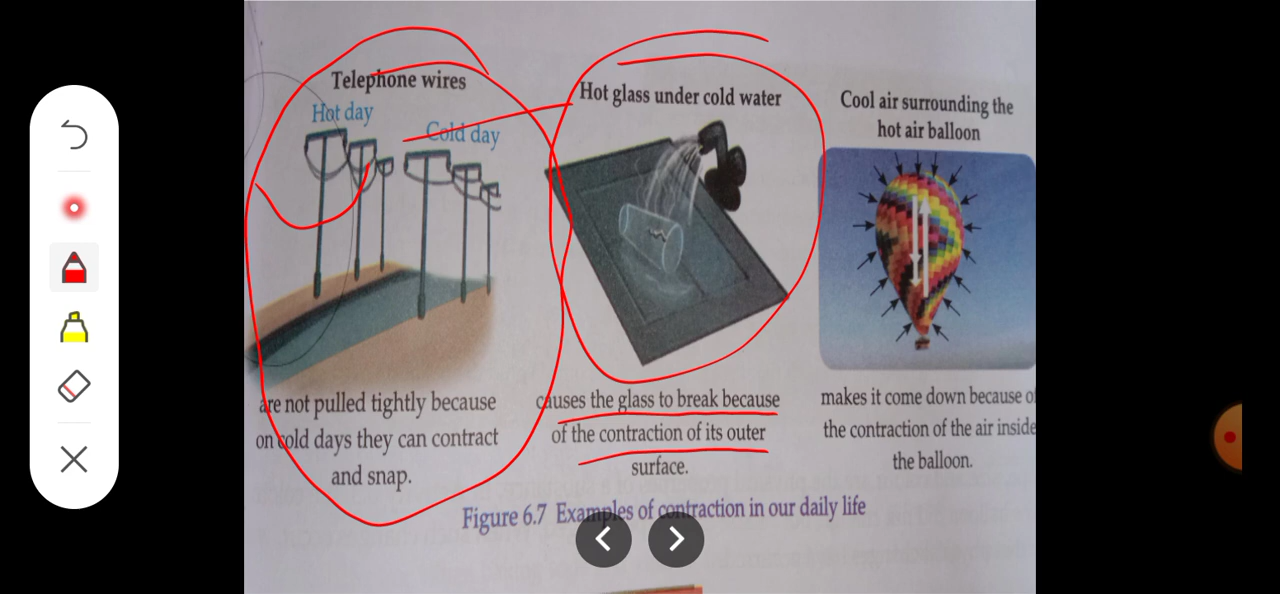 Telephone wires
Hot day
Cold day
are not pulled tightly because
on cold days they can contract
and snap.
Hot glass under cold water
causes the glass to break because
of the contraction of its outer
surface.
Cool air surrounding the
hot air balloon
makes it come down because of
the contraction of the air inside
the balloon.
Figure 6.7 Examples of contraction in our daily life